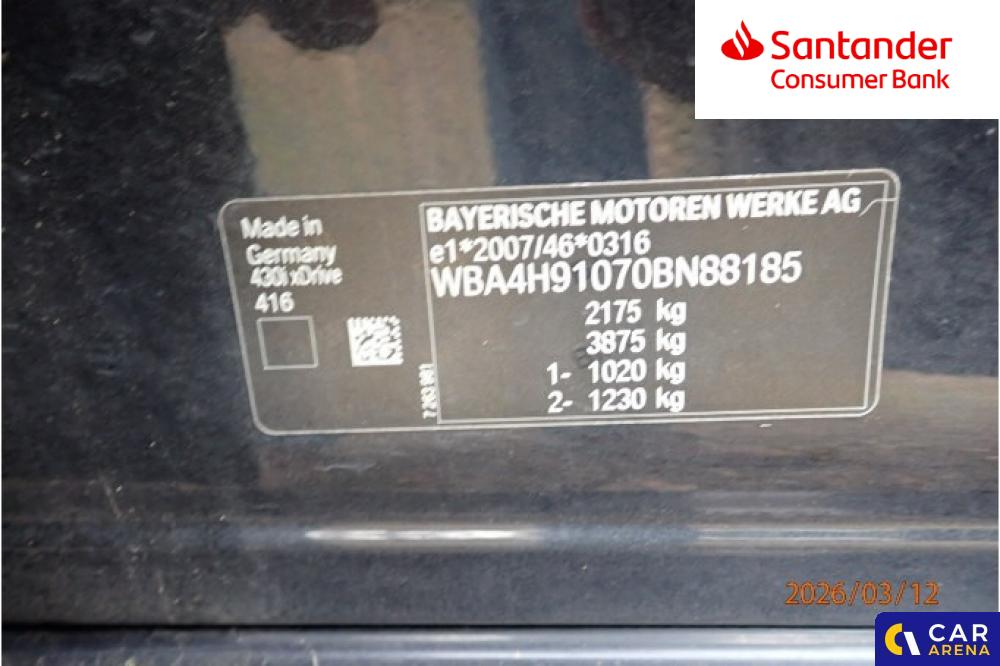 Santander
Consumer Bank
Made in
Germany
430i xDrive
416
BAYERISCHE MOTOREN WERKE AG
e1*2007/46*0316
WBA4H91070BN88185
2175 kg
3875 kg
1- 1020 kg
2- 1230 kg
2026/03/12
CAR
ARENA